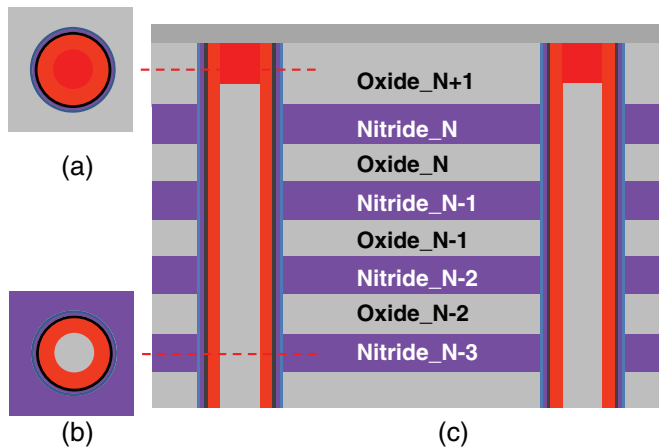 Oxide_N+1
Nitride_N
(a)
Oxide_N
Nitride_N-1
Oxide_N-1
Nitride_N-2
Oxide_N-2
Nitride_N-3
(b)
(c)